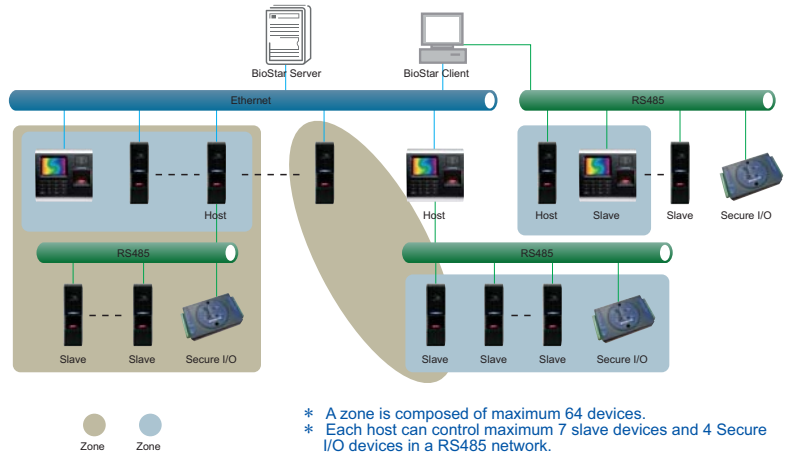 BioStar Server
BioStar Client
Ethernet
RS485
Host
Host
Host
Slave
Slave
Secure I/O
RS485
RS485
Slave
Slave
Secure I/O
Slave
Slave
Slave
Secure I/O
Zone
Zone
* A zone is composed of maximum 64 devices.
* Each host can control maximum 7 slave devices and 4 Secure
I/O devices in a RS485 network.